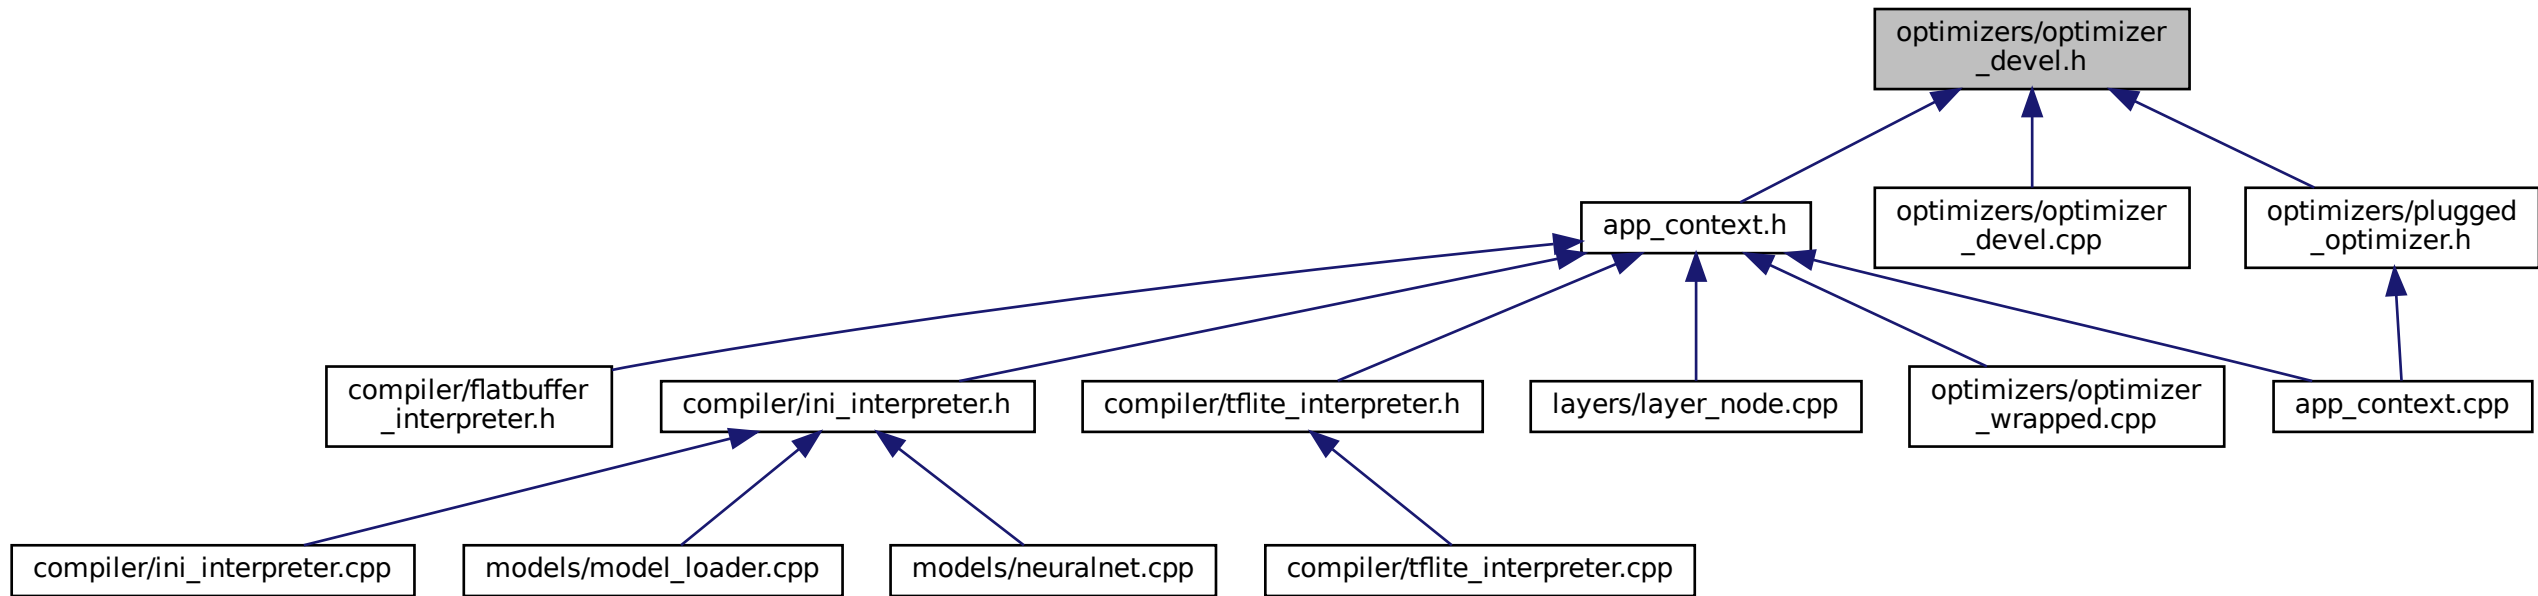 optimizers/optimizer
_devel.h
app_context.h
optimizers/optimizer
_devel.cpp
optimizers/plugged
_optimizer.h
compiler/flatbuffer
_interpreter.h
compiler/ini_interpreter.h
compiler/tflite_interpreter.h
layers/layer_node.cpp
optimizers/optimizer
_wrapped.cpp
app_context.cpp
compiler/ini_interpreter.cpp
models/model_loader.cpp
models/neuralnet.cpp
compiler/tflite_interpreter.cpp